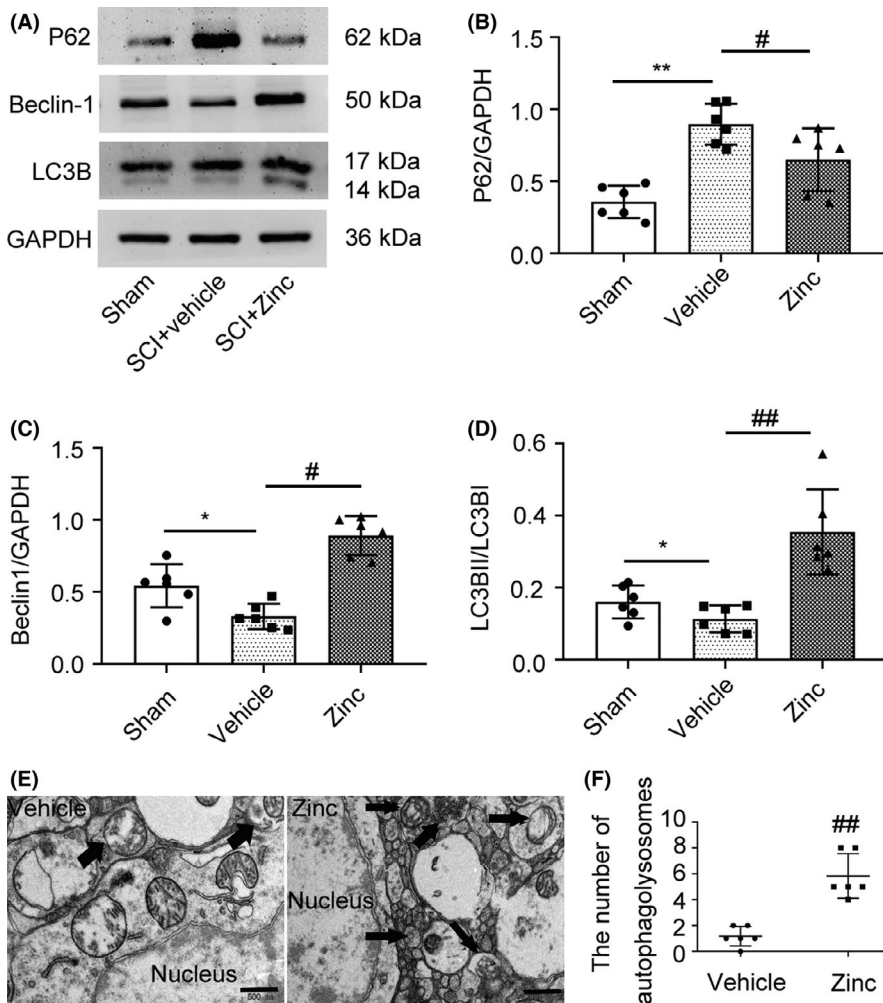 (A)
P62 62 kDa
Beclin-1 50 kDa
LC3B 17 kDa
14 kDa
GAPDH 36 kDa
Sham SCI+vehicle SCI+Zinc
(B)
P62/GAPDH
1.5
1.0
0.5
0.0
** #
Sham Vehicle Zinc
(C)
Beclin1/GAPDH
1.5
1.0
0.5
0.0
* #
Sham Vehicle Zinc
(D)
LC3BII/LC3BI
0.6
0.4
0.2
0.0
* ##
Sham Vehicle Zinc
(E)
Vehicle
Nucleus
500 nm
Zinc
Nucleus
(F)
The number of
autophagolysosomes
10
8
6
4
2
0
##
Vehicle Zinc